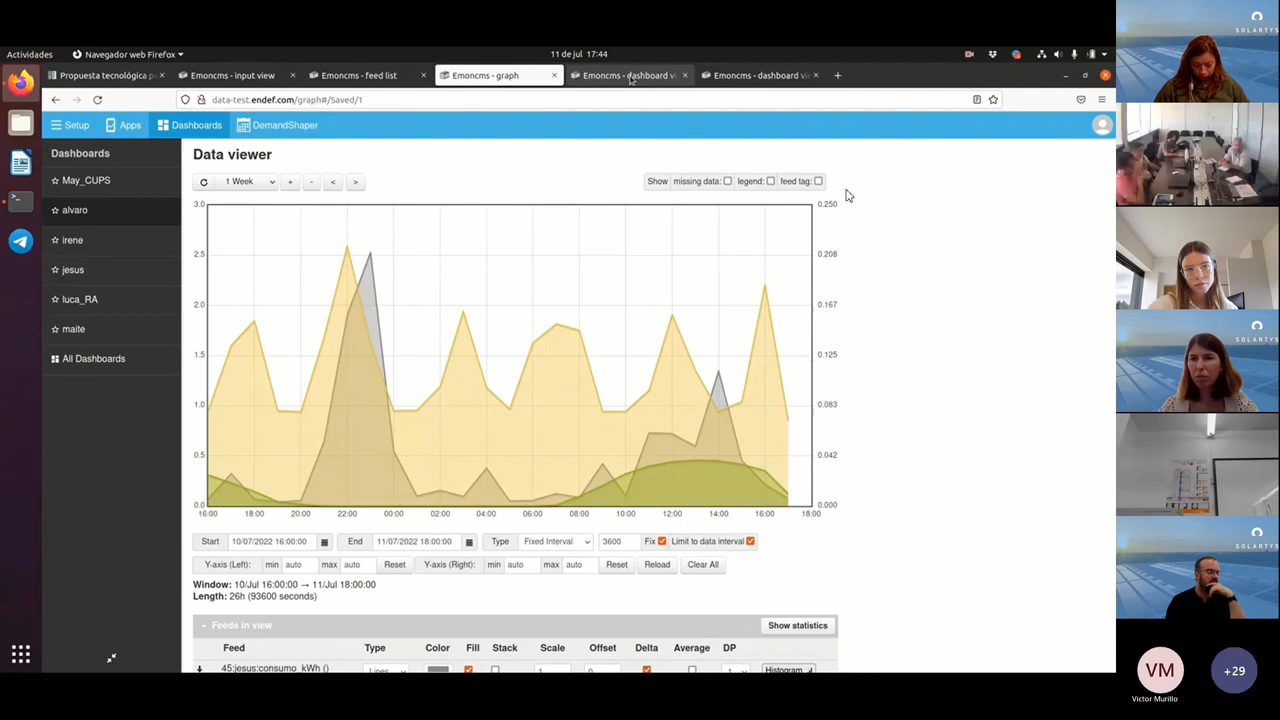 Actividades
Navegador web Firefox
11 de jul 17:44
Propuesta tecnológica p
Emoncms - input view
Emoncms - feed list
Emoncms - graph
Emoncms - dashboard vi
Emoncms - dashboard vi
data-test.endef.com/graph#/Saved/1
Setup
Apps
Dashboards
DemandShaper
Dashboards
May_CUPS
alvaro
irene
jesus
luca_RA
maite
All Dashboards
Data viewer
1 Week
+
-
<
>
Show missing data: legend: feed tag:
3.0
2.5
2.0
1.5
1.0
0.5
0.0
0.250
0.208
0.167
0.125
0.083
0.042
0.000
16:00 18:00 20:00 22:00 00:00 02:00 04:00 06:00 08:00 10:00 12:00 14:00 16:00 18:00
Start 10/07/2022 16:00:00 End 11/07/2022 18:00:00 Type Fixed Interval 3600 Fix Limit to data interval
Y-axis (Left): min auto max auto Reset Y-axis (Right): min auto max auto Reset Reload Clear All
Window: 10/Jul 16:00:00 → 11/Jul 18:00:00
Length: 26h (93600 seconds)
Feeds in view
Show statistics
Feed Type Color Fill Stack Scale Offset Delta Average DP
45:jesus:consumo_kWh () Lines 1 0 1 Histogram
SOLARTYS
SOLARTYS
SOLARTYS
VM
Victor Murillo
+29